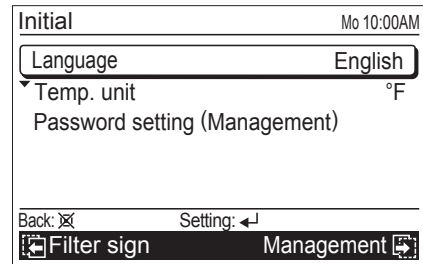 Initial Mo 10:00AM
Language English
Temp. unit °F
Password setting (Management)
Back: Setting:
Filter sign Management